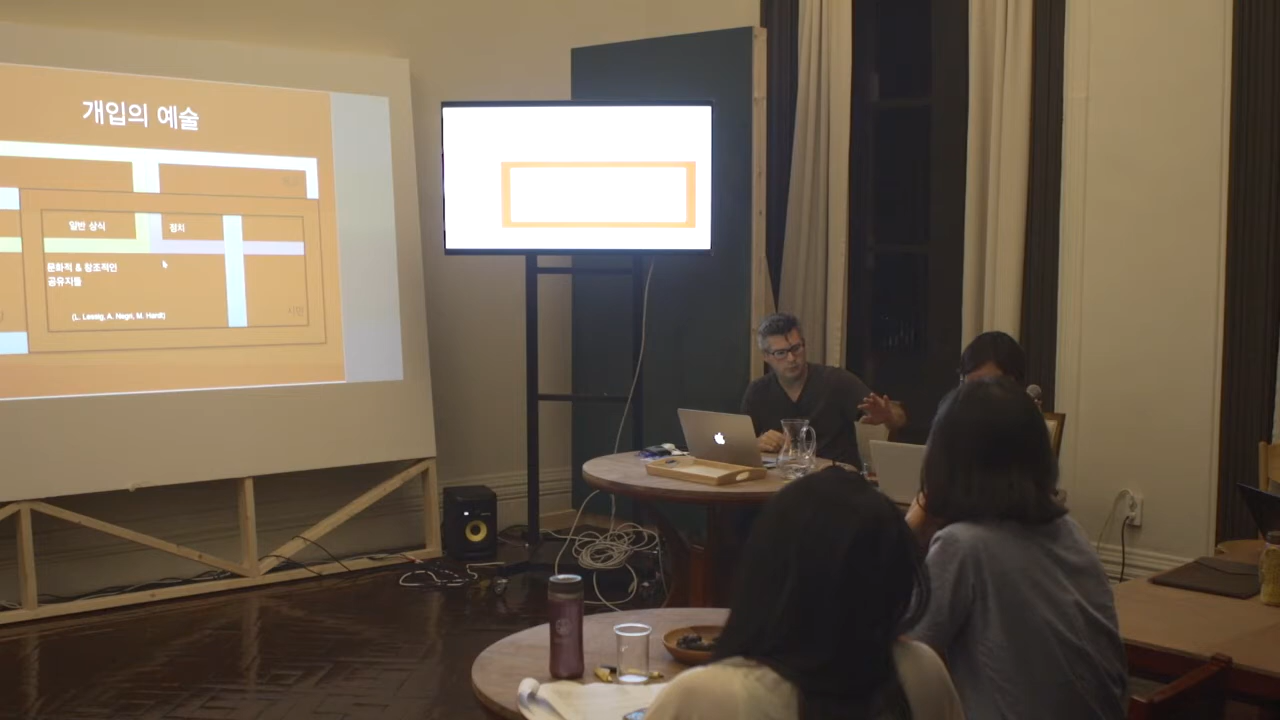 개입의 예술
일반 상식
정치
문화적 & 창조적인
공유지들
(L. Lessig, A. Negri, M. Hardt)